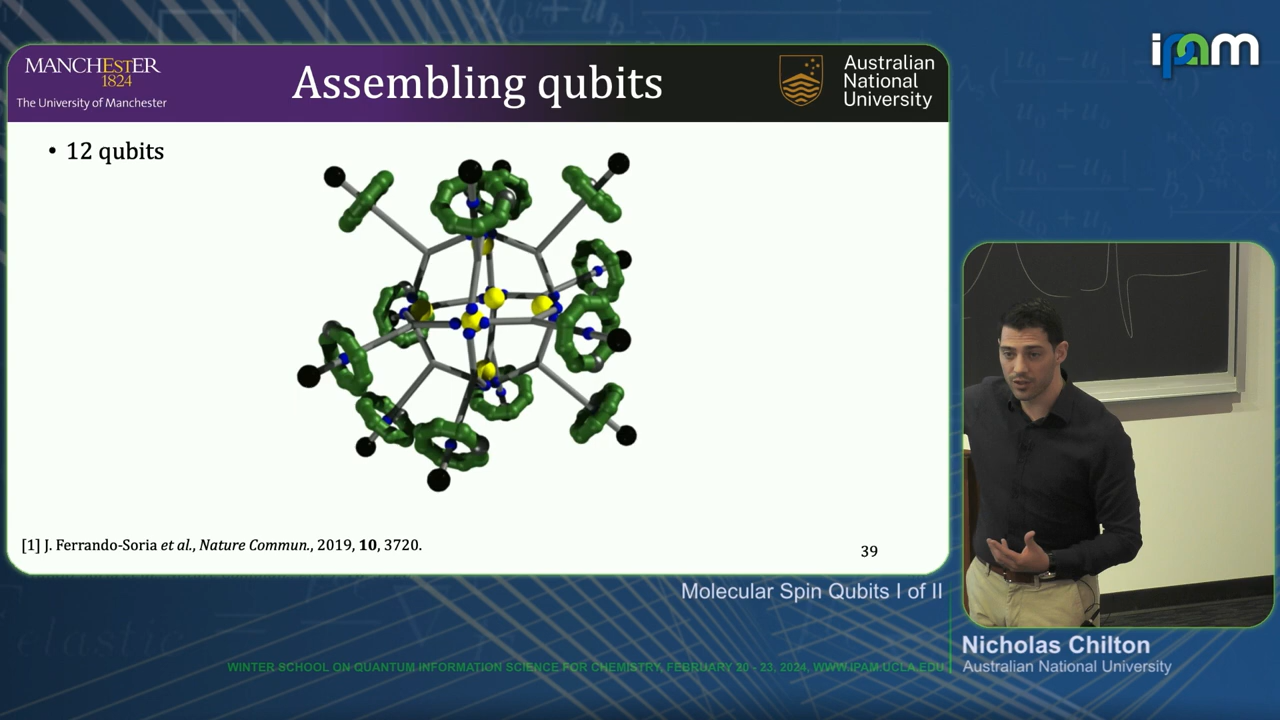 MANCHESTER
1824
The University of Manchester
Assembling qubits
Australian
National
University
ipam
• 12 qubits
[1] J. Ferrando-Soria et al., Nature Commun., 2019, 10, 3720.
39
Molecular Spin Qubits I of II
Nicholas Chilton
Australian National University
WINTER SCHOOL ON QUANTUM INFORMATION SCIENCE FOR CHEMISTRY, FEBRUARY 20 - 23, 2024, WWW.IPAM.UCLA.EDU
elastic